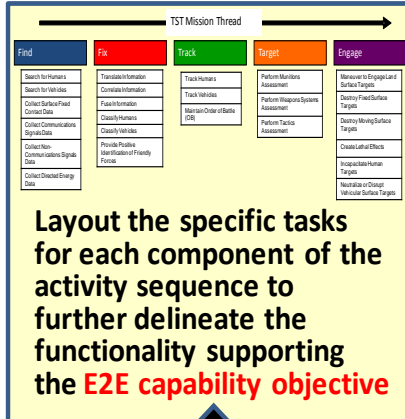 TST Mission Thread
Find
Search for Humans
Search for Vehicles
Collect Surface Fixed
Contact Data
Collect Communications
Signals Data
Collect Non-
Communications Signals
Data
Collect Directed Energy
Data
Fix
Translate Information
Correlate Information
Fuse Information
Classify Humans
Classify Vehicles
Provide Positive
Identification of Friendly
Forces
Track
Track Humans
Track Vehicles
Maintain Order of Battle
(OB)
Target
Perform Munitions
Assessment
Perform Weapons Systems
Assessment
Perform Tactics
Assessment
Engage
Maneuver to Engage Land
Surface Targets
Destroy Fixed Surface
Targets
Destroy Moving Surface
Targets
Create Lethal Effects
Incapacitate Human
Targets
Neutralize or Disrupt
Vehicular Surface Targets
Layout the specific tasks
for each component of the
activity sequence to
further delineate the
functionality supporting
the E2E capability objective